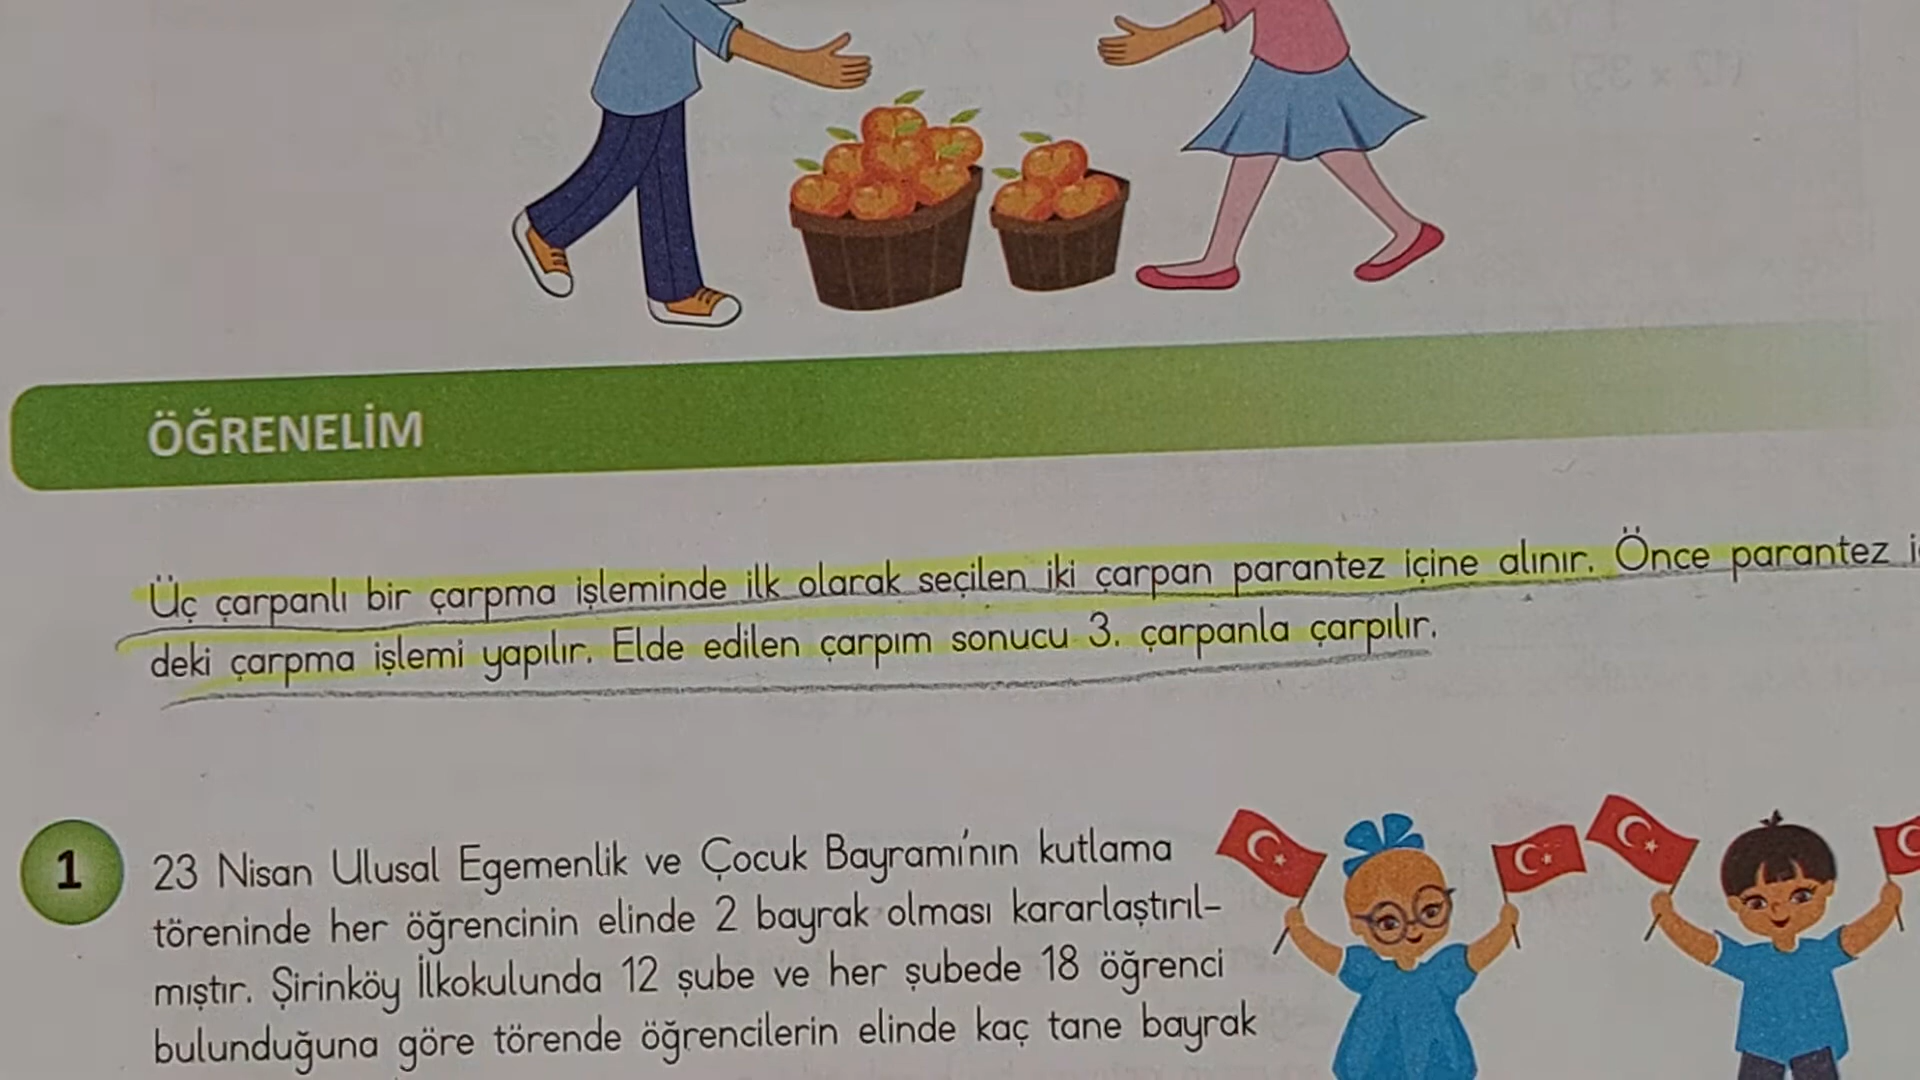 ÖĞRENELİM
Üç çarpanlı bir çarpma işleminde ilk olarak seçilen iki çarpan parantez içine alınır. Önce parantez
deki çarpma işlemi yapılır. Elde edilen çarpım sonucu 3. çarpanla çarpılır.
1
23 Nisan Ulusal Egemenlik ve Çocuk Bayramı'nın kutlama
töreninde her öğrencinin elinde 2 bayrak olması kararlaştırıl-
mıştır. Şirinköy İlkokulunda 12 şube ve her şubede 18 öğrenci
bulunduğuna göre törende öğrencilerin elinde kaç tane bayrak